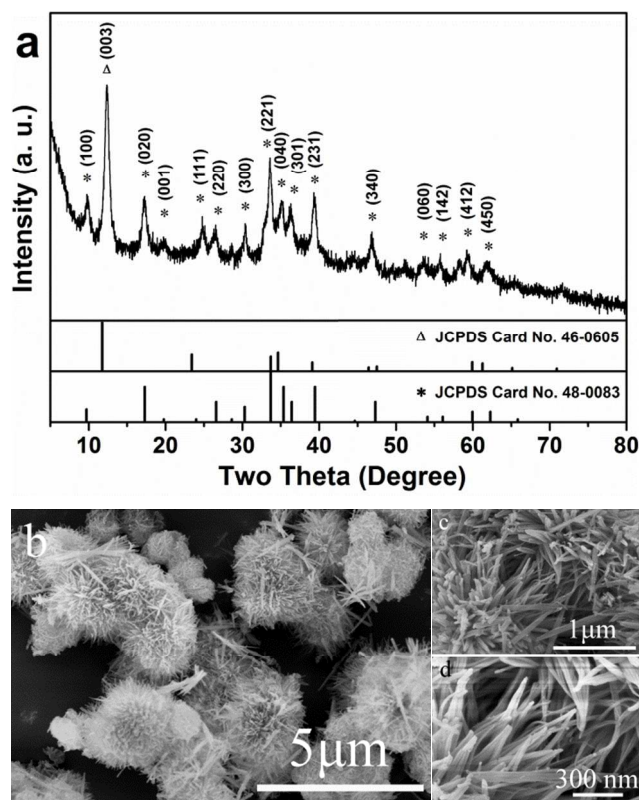 a
Intensity (a. u.)
Δ (003)
* (100)
* (020)
* (001)
* (111)
* (220)
* (300)
* (221)
* (040)
* (301)
* (231)
* (340)
* (060)
* (142)
* (412)
* (450)
Δ JCPDS Card No. 46-0605
* JCPDS Card No. 48-0083
10 20 30 40 50 60 70 80
Two Theta (Degree)
b
5μm
c
1μm
d
300 nm